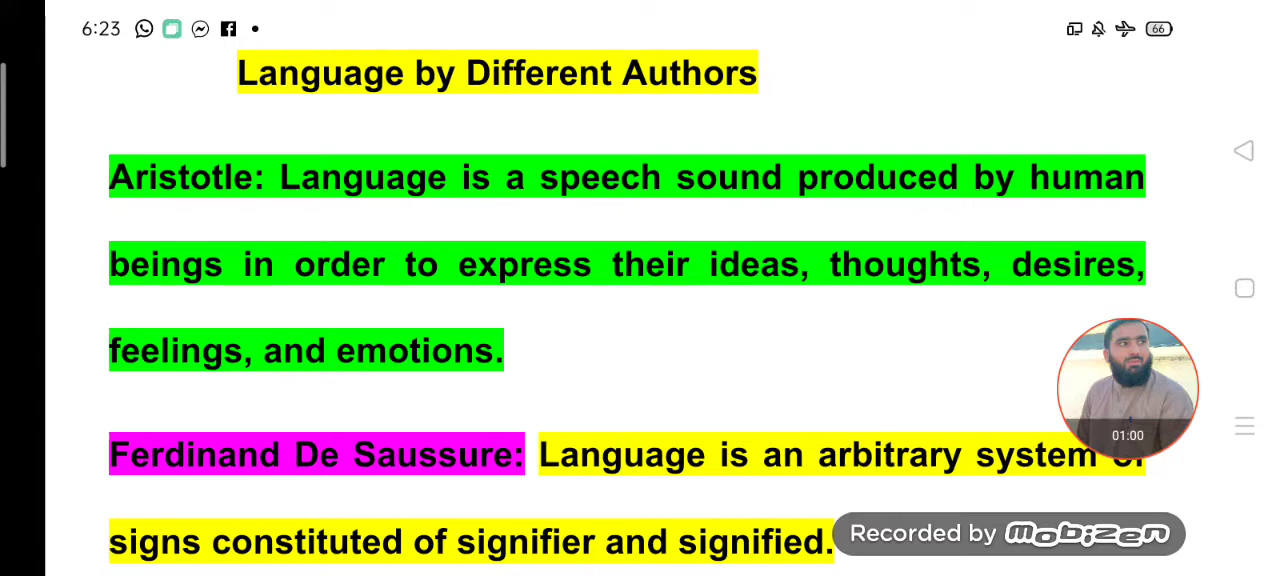 6:23
66
Language by Different Authors
Aristotle: Language is a speech sound produced by human
beings in order to express their ideas, thoughts, desires,
feelings, and emotions.
01:00
Ferdinand De Saussure: Language is an arbitrary system of
signs constituted of signifier and signified.
Recorded by mobizen